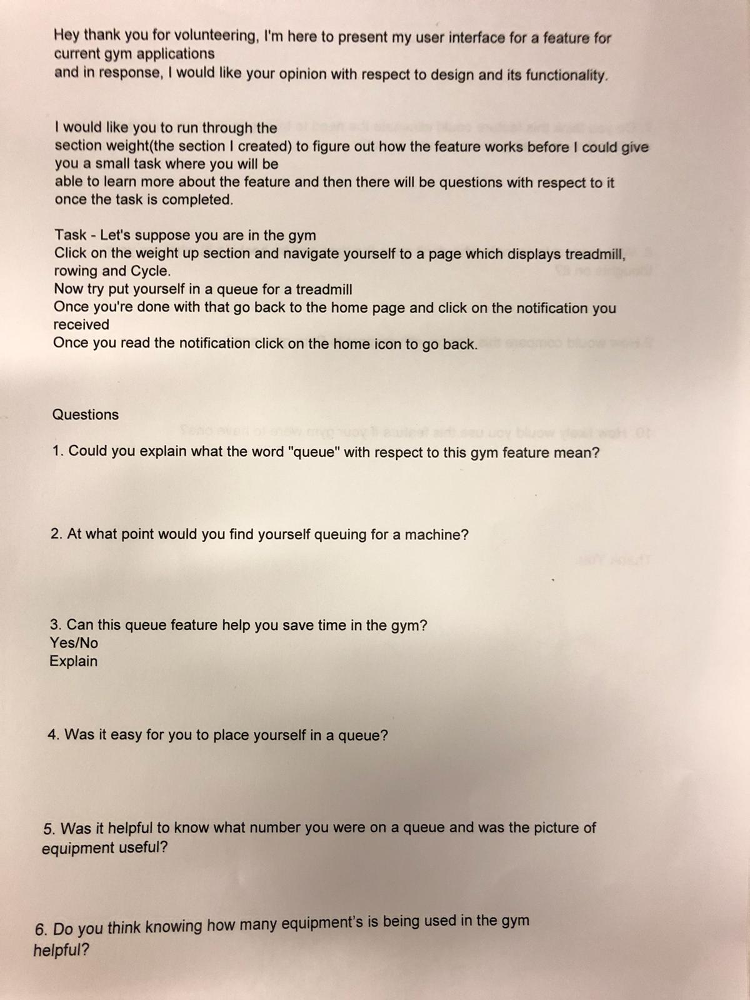 Hey thank you for volunteering, I'm here to present my user interface for a feature for
current gym applications
and in response, I would like your opinion with respect to design and its functionality.
I would like you to run through the
section weight(the section I created) to figure out how the feature works before I could give
you a small task where you will be
able to learn more about the feature and then there will be questions with respect to it
once the task is completed.
Task - Let's suppose you are in the gym
Click on the weight up section and navigate yourself to a page which displays treadmill,
rowing and Cycle.
Now try put yourself in a queue for a treadmill
Once you're done with that go back to the home page and click on the notification you
received
Once you read the notification click on the home icon to go back.
Questions
1. Could you explain what the word "queue" with respect to this gym feature mean?
2. At what point would you find yourself queuing for a machine?
3. Can this queue feature help you save time in the gym?
Yes/No
Explain
4. Was it easy for you to place yourself in a queue?
5. Was it helpful to know what number you were on a queue and was the picture of
equipment useful?
6. Do you think knowing how many equipment's is being used in the gym
helpful?